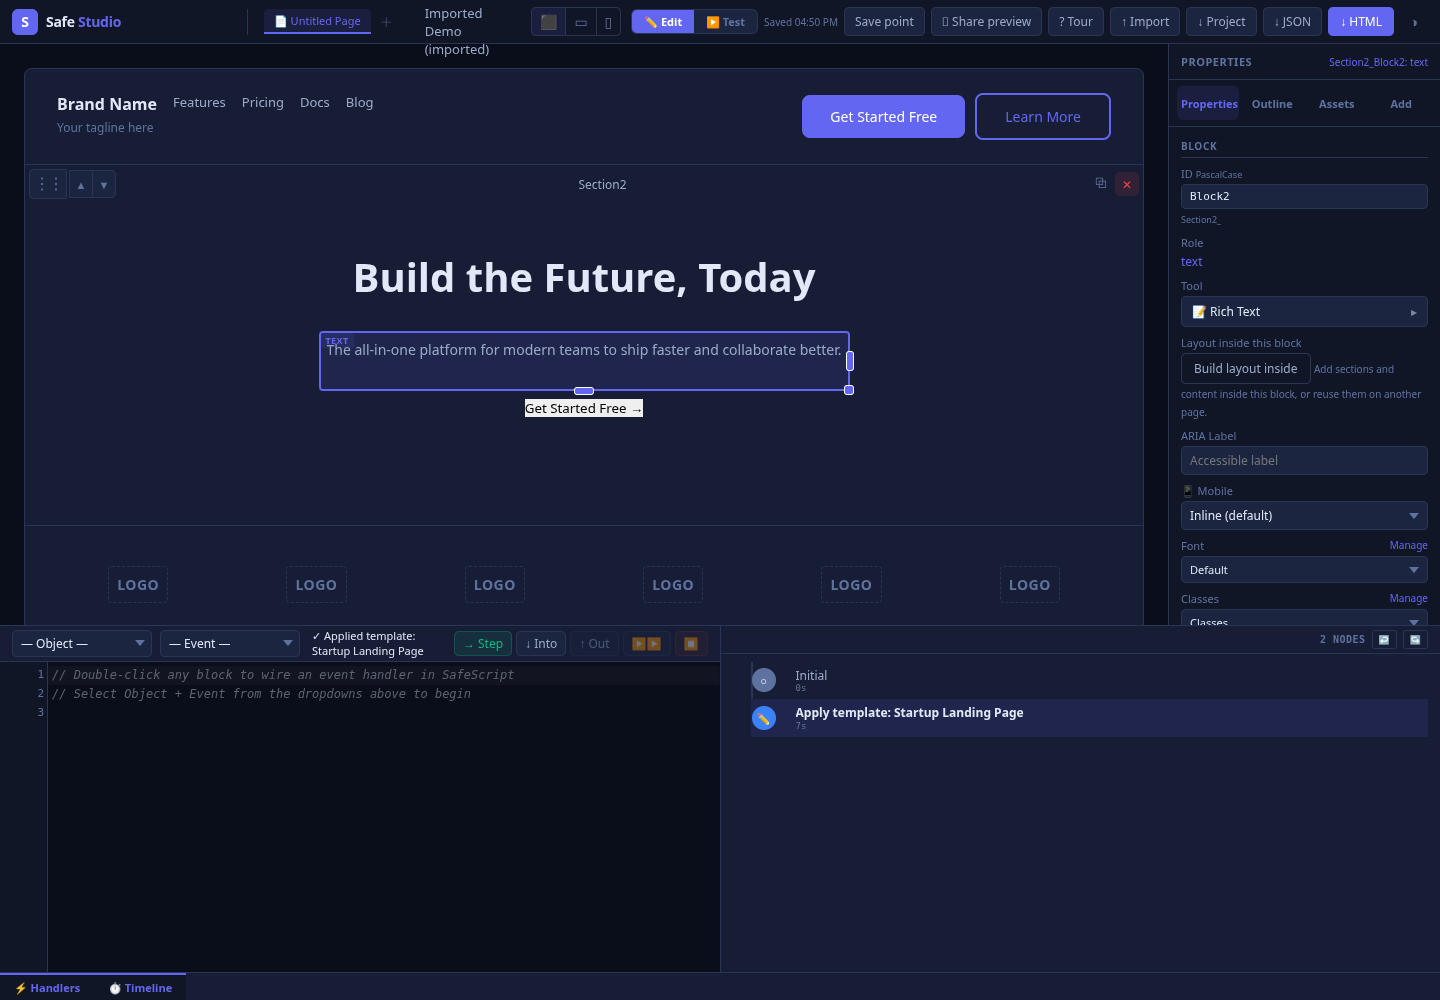 S Safe Studio
📄 Untitled Page +
Imported
Demo
(imported)
✏️ Edit ▶️ Test
Saved 04:50 PM
Save point
Share preview
? Tour
↑ Import
↓ Project
↓ JSON
↓ HTML
Brand Name
Features Pricing Docs Blog
Your tagline here
Get Started Free
Learn More
Section2
Build the Future, Today
TEXT
The all-in-one platform for modern teams to ship faster and collaborate better.
Get Started Free →
LOGO LOGO LOGO LOGO LOGO LOGO
PROPERTIES
Section2_Block2: text
Properties Outline Assets Add
BLOCK
ID PascalCase
Block2
Section2_
Role
text
Tool
📝 Rich Text ▸
Layout inside this block
Build layout inside Add sections and
content inside this block, or reuse them on another
page.
ARIA Label
Accessible label
📱 Mobile
Inline (default)
Font Manage
Default
Classes Manage
Classes
— Object —
— Event —
✓ Applied template:
Startup Landing Page
→ Step
↓ Into
↑ Out
1 // Double-click any block to wire an event handler in SafeScript
2 // Select Object + Event from the dropdowns above to begin
3
2 NODES
Initial
0s
Apply template: Startup Landing Page
7s
⚡ Handlers
⏱️ Timeline